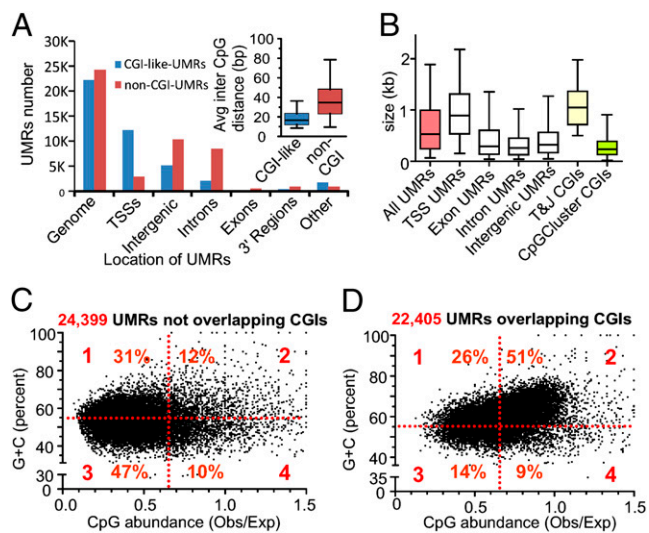 A
UMRs number
30K
25K
20K
15K
10K
5K
0
CGI-like-UMRs
non-CGI-UMRs
Genome
TSSs
Intergenic
Introns
Exons
3' Regions
Other
Location of UMRs
Avg inter CpG
distance (bp)
100
75
50
25
0
CGI-like
non-
CGI
B
size (kb)
2
1
0
All UMRs
TSS UMRs
Exon UMRs
Intron UMRs
Intergenic UMRs
T&J CGIs
CpGCluster CGIs
C
24,399 UMRs not overlapping CGIs
G+C (percent)
100
80
60
40
30
0
1 31% 12% 2
3 47% 10% 4
0.0 0.5 1.0 1.5
CpG abundance (Obs/Exp)
D
22,405 UMRs overlapping CGIs
G+C (percent)
100
80
60
40
35
0
1 26% 51% 2
3 14% 9% 4
0.0 0.5 1.0 1.5
CpG abundance (Obs/Exp)